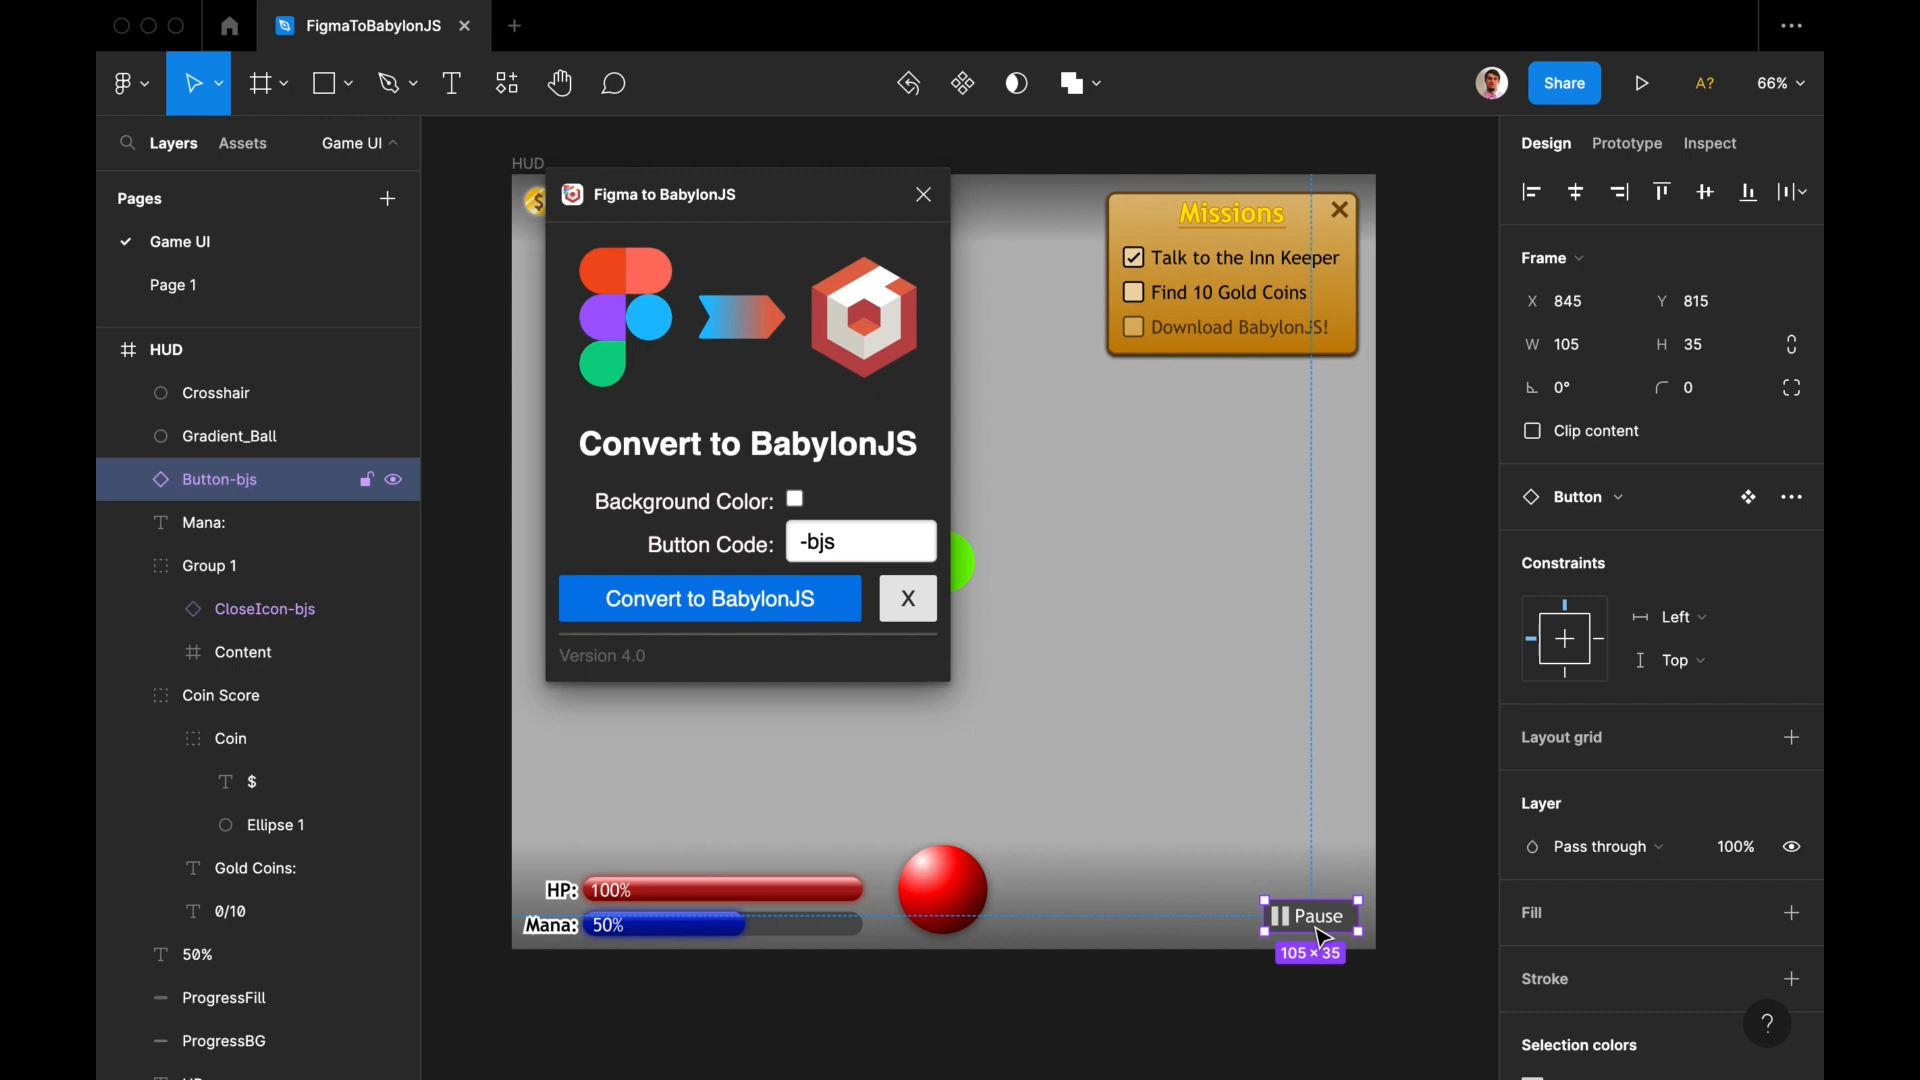 FigmaToBabylonJS
Share
A?
66%
Layers
Assets
Game UI
Pages
Game UI
Page 1
HUD
Crosshair
Gradient_Ball
Button-bjs
Mana:
Group 1
CloseIcon-bjs
Content
Coin Score
Coin
$
Ellipse 1
Gold Coins:
0/10
50%
ProgressFill
ProgressBG
HUD
$
Figma to BabylonJS
Convert to BabylonJS
Background Color:
Button Code:
-bjs
Convert to BabylonJS
X
Version 4.0
Missions
Talk to the Inn Keeper
Find 10 Gold Coins
Download BabylonJS!
HP:
100%
Mana:
50%
Pause
105 × 35
Design
Prototype
Inspect
Frame
X 845
Y 815
W 105
H 35
0°
0
Clip content
Button
Constraints
Left
Top
Layout grid
Layer
Pass through
100%
Fill
Stroke
?
Selection colors